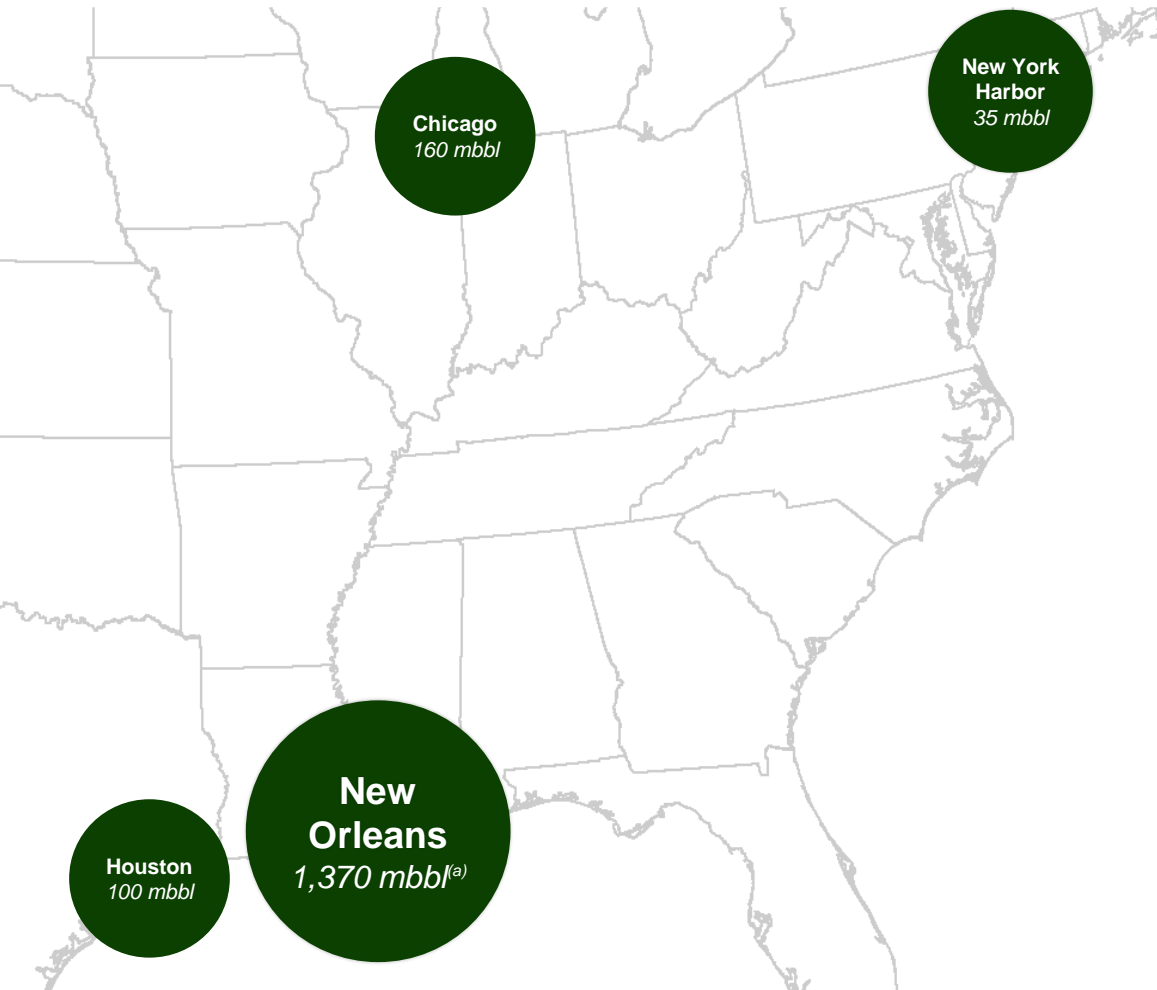 New York
Harbor
35 mbbl
Chicago
160 mbbl
New
Orleans
1,370 mbbl(a)
Houston
100 mbbl